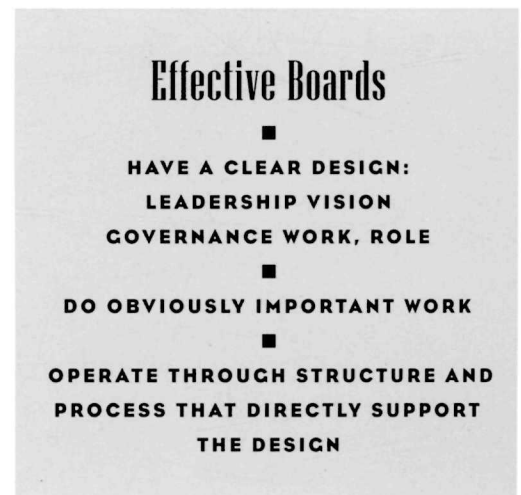 Effective Boards
■
HAVE A CLEAR DESIGN:
LEADERSHIP VISION
GOVERNANCE WORK, ROLE
■
DO OBVIOUSLY IMPORTANT WORK
■
OPERATE THROUGH STRUCTURE AND
PROCESS THAT DIRECTLY SUPPORT
THE DESIGN